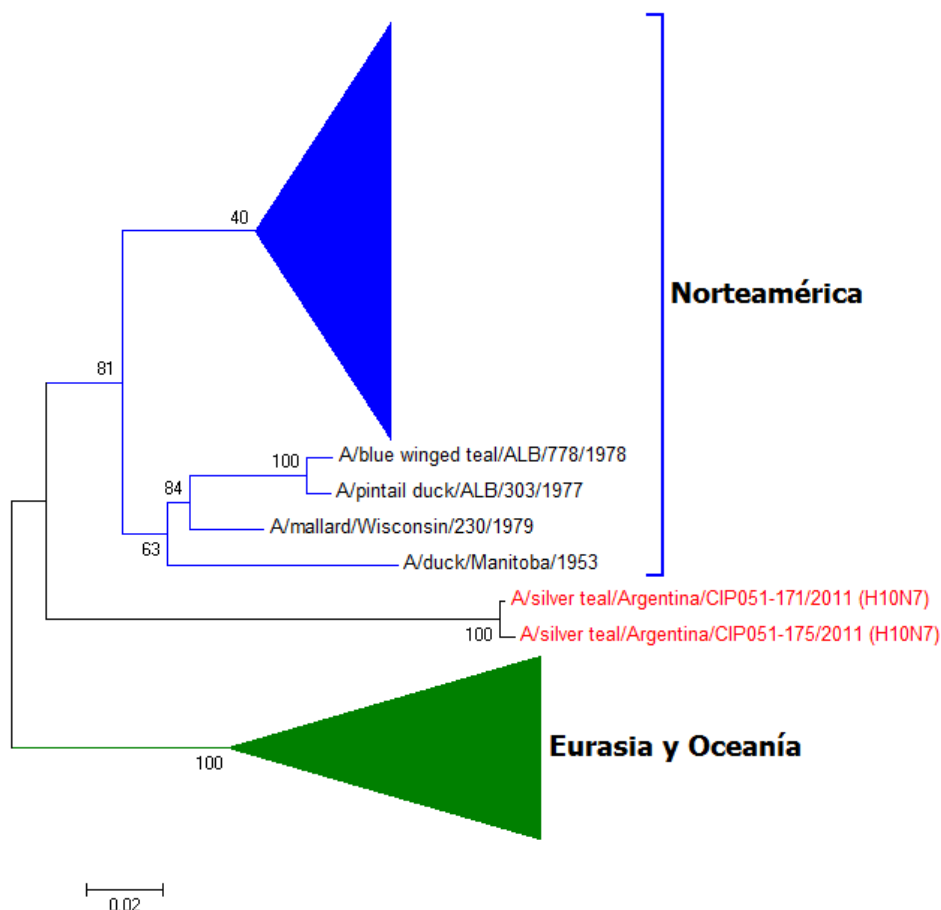 40
Norteamérica
81
A/blue winged teal/ALB/778/1978
100
A/pintail duck/ALB/303/1977
84
A/mallard/Wisconsin/230/1979
63
A/duck/Manitoba/1953
A/silver teal/Argentina/CIP051-171/2011 (H10N7)
100
A/silver teal/Argentina/CIP051-175/2011 (H10N7)
Eurasia y Oceanía
100
0.02